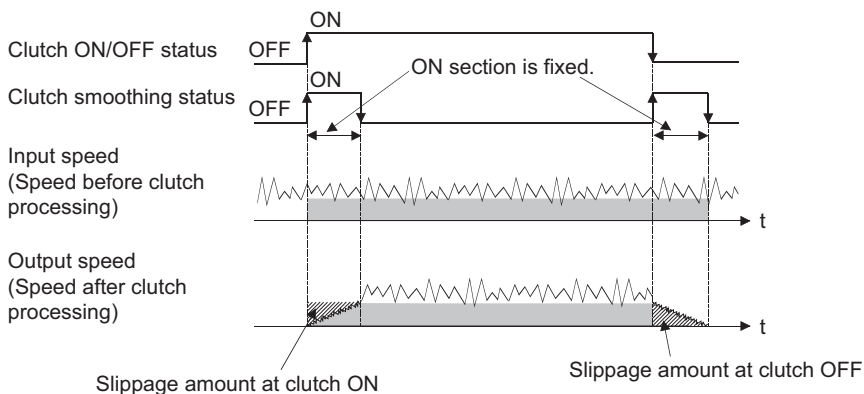 ON
Clutch ON/OFF status OFF
ON
ON section is fixed.
Clutch smoothing status OFF
Input speed
(Speed before clutch
processing)
t
Output speed
(Speed after clutch
processing)
t
Slippage amount at clutch ON
Slippage amount at clutch OFF